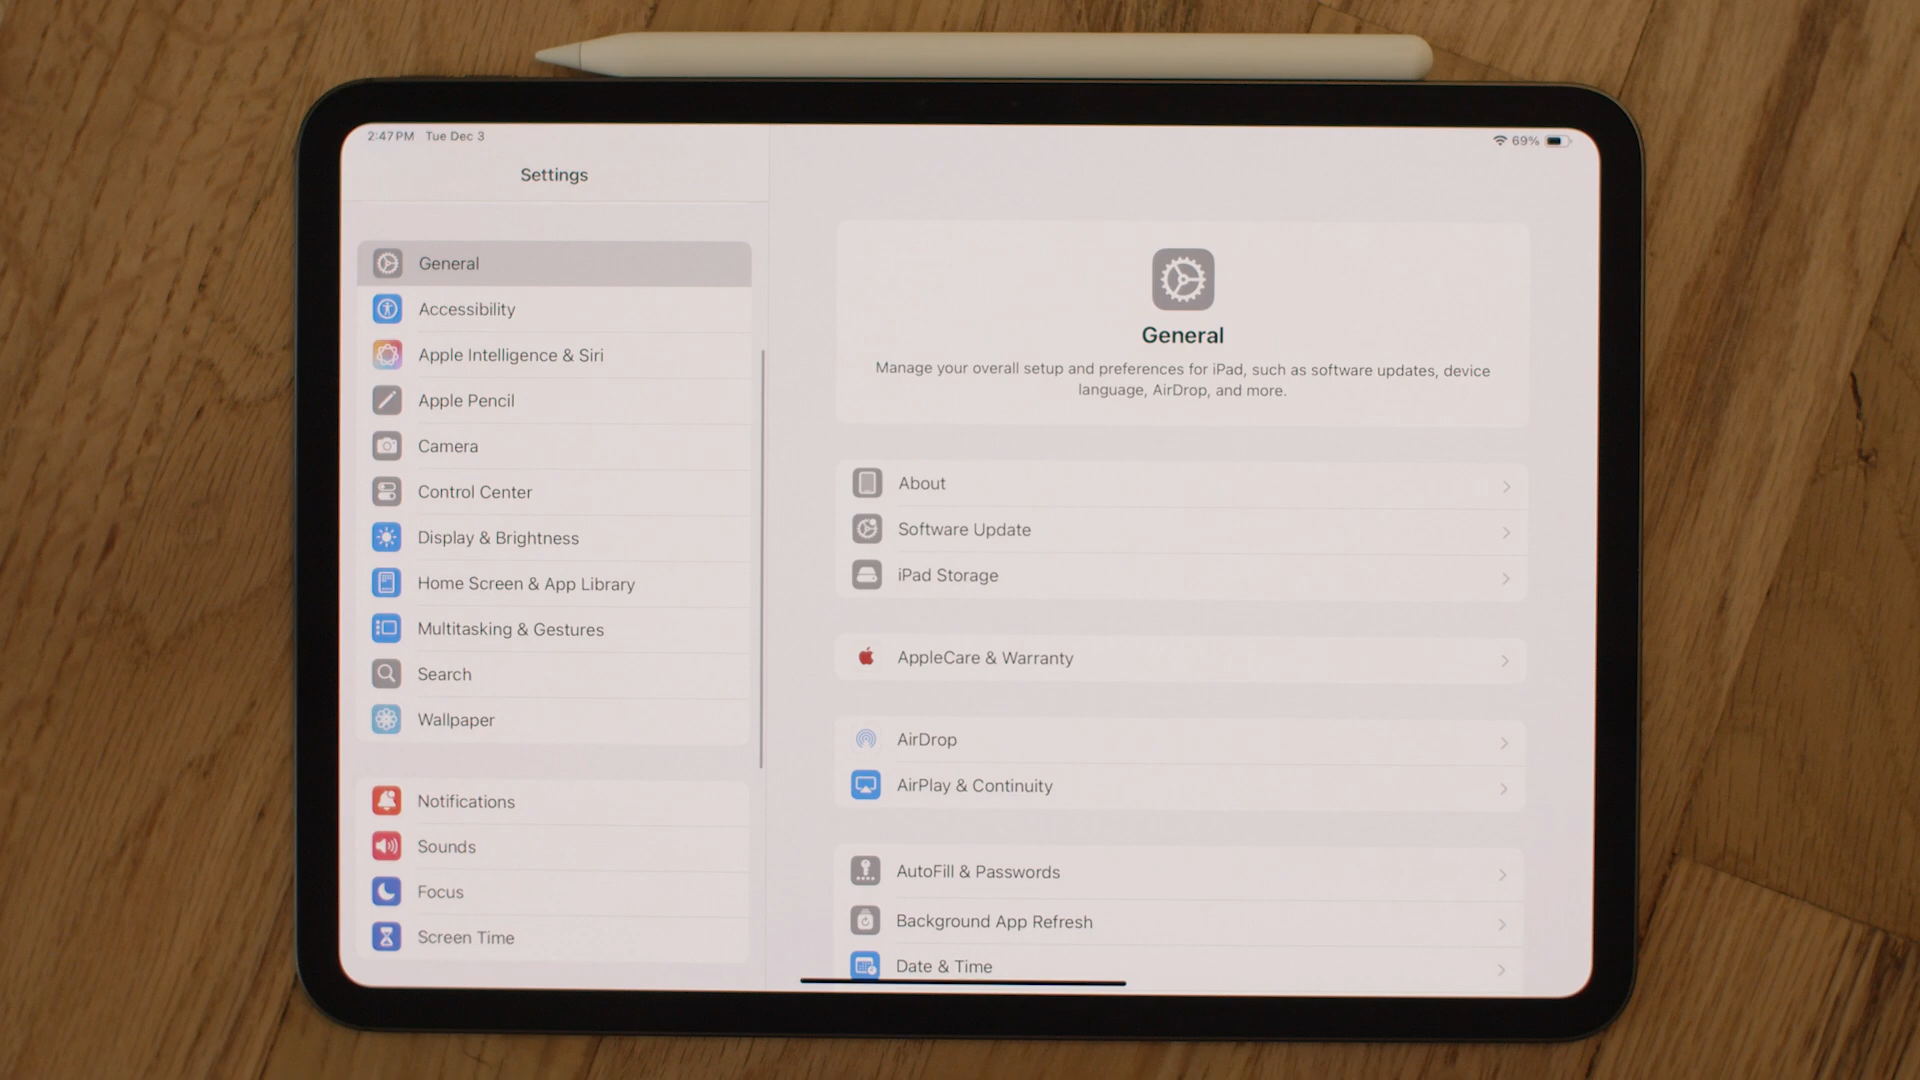 2:47 PM Tue Dec 3
69%
Settings
General
Accessibility
Apple Intelligence & Siri
Apple Pencil
Camera
Control Center
Display & Brightness
Home Screen & App Library
Multitasking & Gestures
Search
Wallpaper
Notifications
Sounds
Focus
Screen Time
General
Manage your overall setup and preferences for iPad, such as software updates, device
language, AirDrop, and more.
About
Software Update
iPad Storage
AppleCare & Warranty
AirDrop
AirPlay & Continuity
AutoFill & Passwords
Background App Refresh
Date & Time